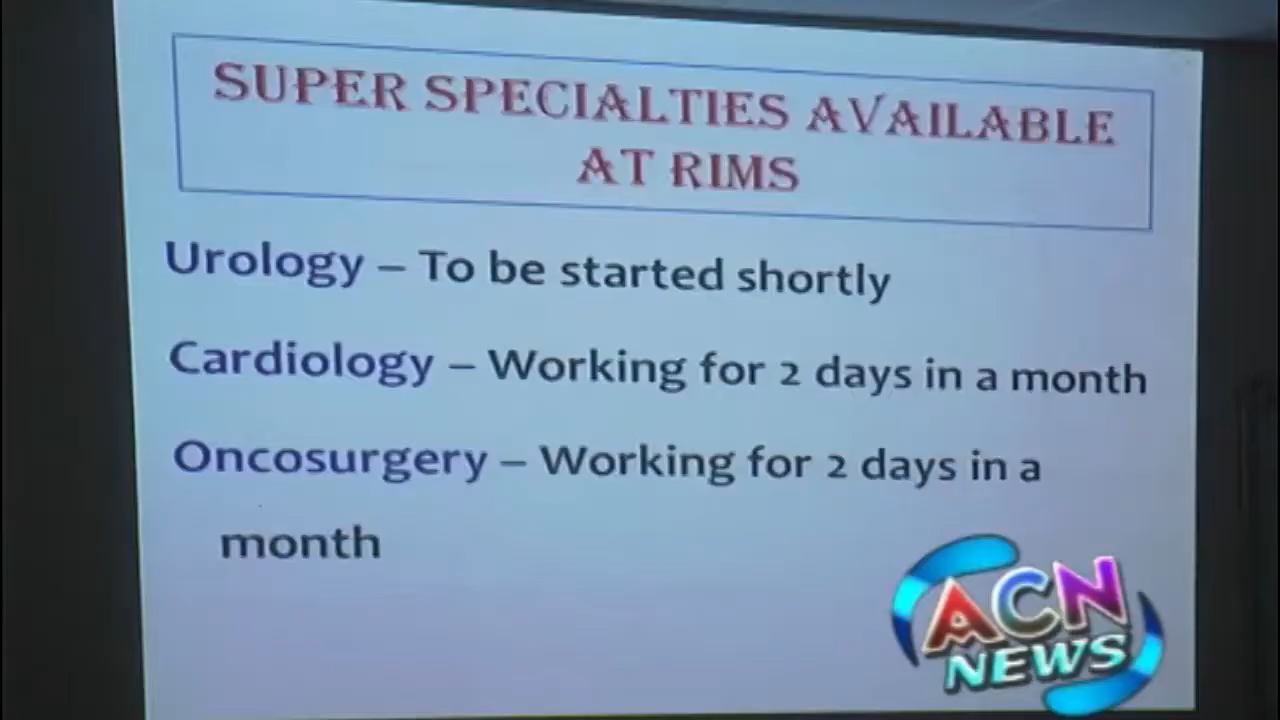 SUPER SPECIALTIES AVAILABLE
AT RIMS
Urology – To be started shortly
Cardiology – Working for 2 days in a month
Oncosurgery – Working for 2 days in a
month
ACN
NEWS